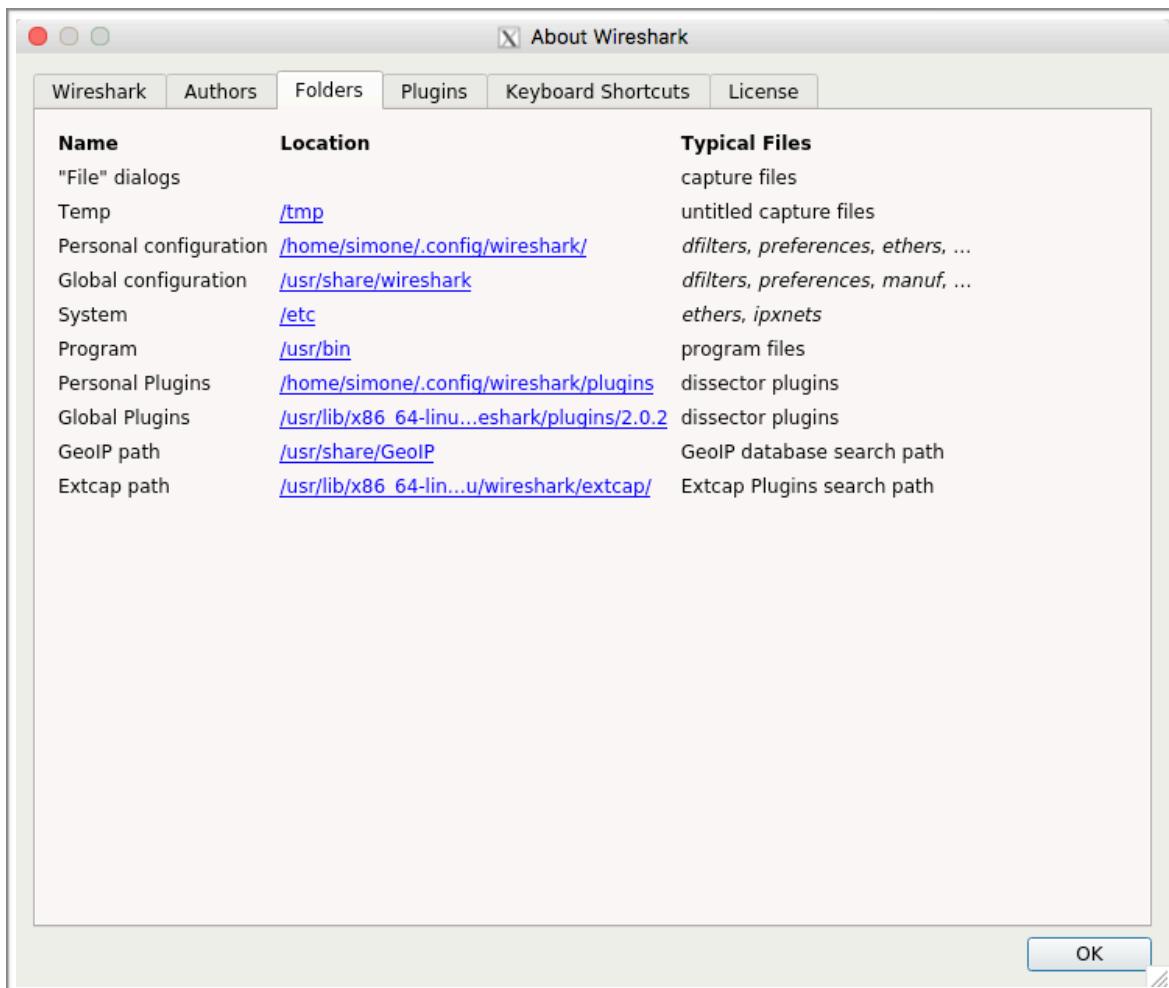 About Wireshark
Wireshark Authors Folders Plugins Keyboard Shortcuts License
Name Location Typical Files
"File" dialogs capture files
Temp /tmp untitled capture files
Personal configuration /home/simone/.config/wireshark/ dfilters, preferences, ethers, ...
Global configuration /usr/share/wireshark dfilters, preferences, manuf, ...
System /etc ethers, ipxnets
Program /usr/bin program files
Personal Plugins /home/simone/.config/wireshark/plugins dissector plugins
Global Plugins /usr/lib/x86_64-linu...eshark/plugins/2.0.2 dissector plugins
GeoIP path /usr/share/GeoIP GeoIP database search path
Extcap path /usr/lib/x86_64-lin...u/wireshark/extcap/ Extcap Plugins search path
OK